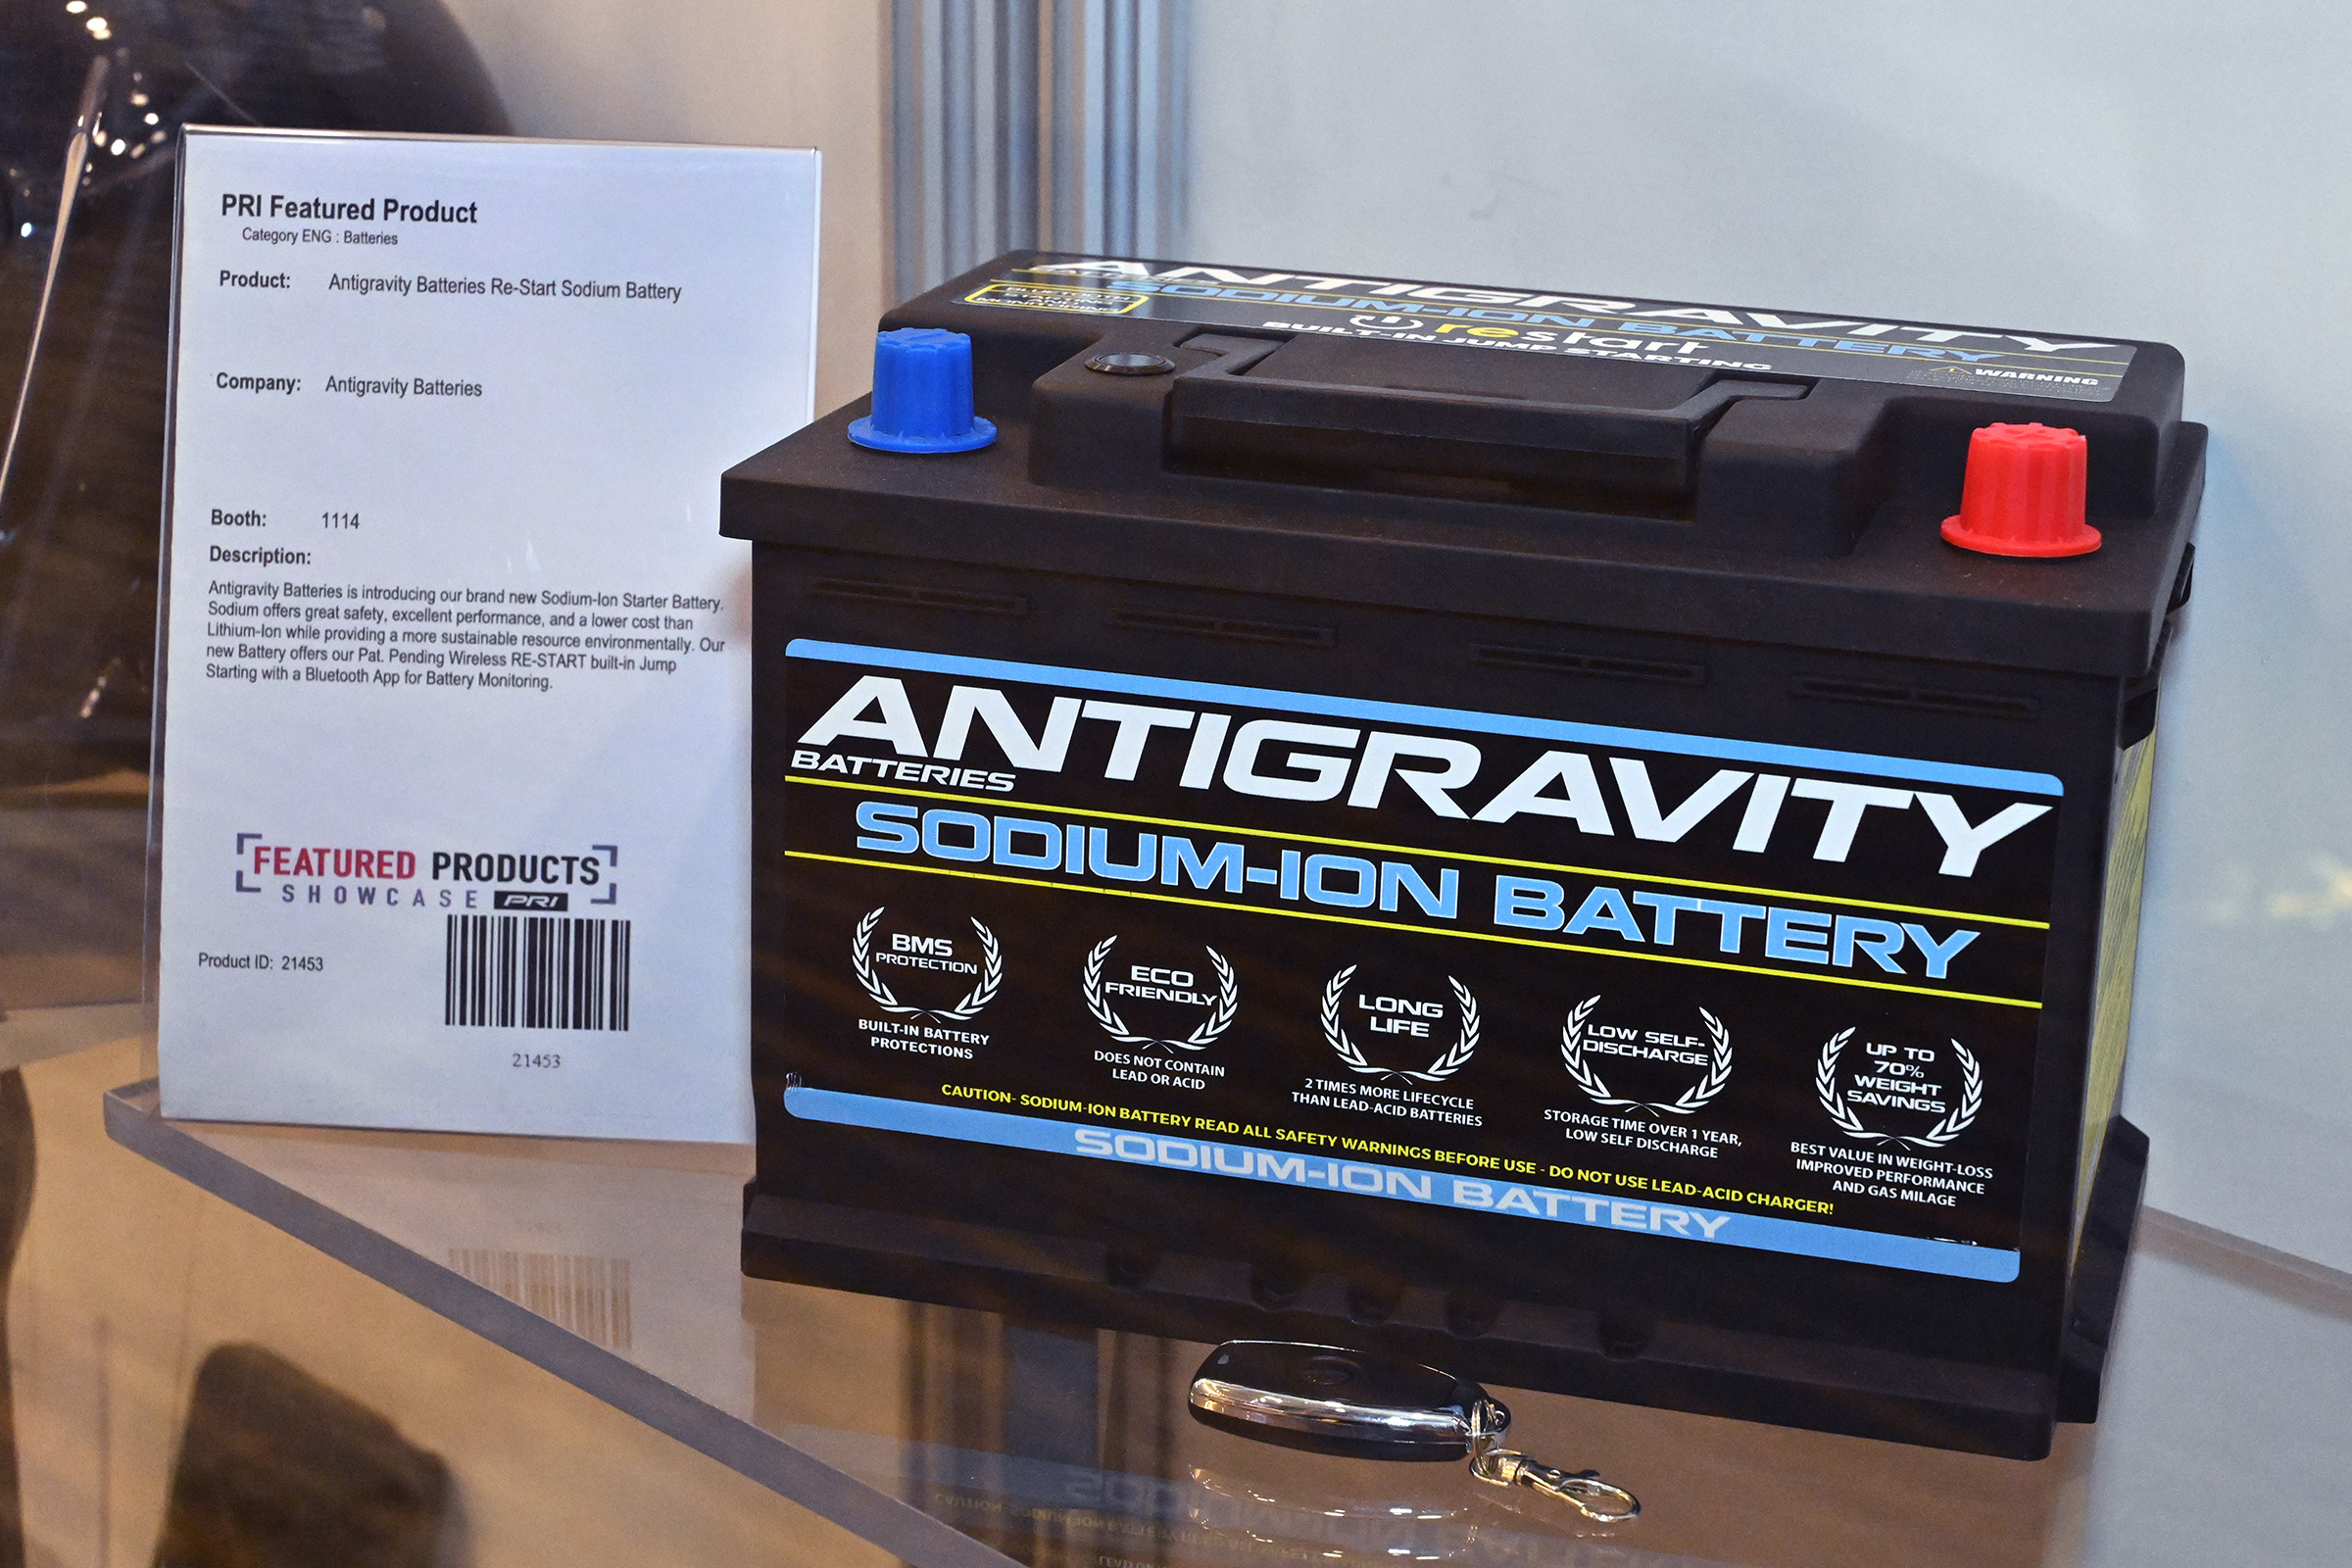 PRI Featured Product
Category ENG : Batteries
Product: Antigravity Batteries Re-Start Sodium Battery
Company: Antigravity Batteries
Booth: 1114
Description:
Antigravity Batteries is introducing our brand new Sodium-Ion Starter Battery.
Sodium offers great safety, excellent performance, and a lower cost than
Lithium-Ion while providing a more sustainable resource environmentally. Our
new Battery offers our Pat. Pending Wireless RE-START built-in Jump
Starting with a Bluetooth App for Battery Monitoring.
FEATURED PRODUCTS
SHOWCASE PRI
Product ID: 21453
21453
ANTIGRAVITY
SODIUM-ION BATTERY
restart
BUILT-IN JUMP STARTING
WARNING
ANTIGRAVITY
BATTERIES
SODIUM-ION BATTERY
BMS
PROTECTION
BUILT-IN BATTERY
PROTECTIONS
ECO
FRIENDLY
DOES NOT CONTAIN
LEAD OR ACID
LONG
LIFE
2 TIMES MORE LIFECYCLE
THAN LEAD-ACID BATTERIES
LOW SELF-
DISCHARGE
STORAGE TIME OVER 1 YEAR,
LOW SELF DISCHARGE
UP TO
70%
WEIGHT
SAVINGS
BEST VALUE IN WEIGHT-LOSS
IMPROVED PERFORMANCE
AND GAS MILAGE
CAUTION- SODIUM-ION BATTERY READ ALL SAFETY WARNINGS BEFORE USE - DO NOT USE LEAD-ACID CHARGER!
SODIUM-ION BATTERY